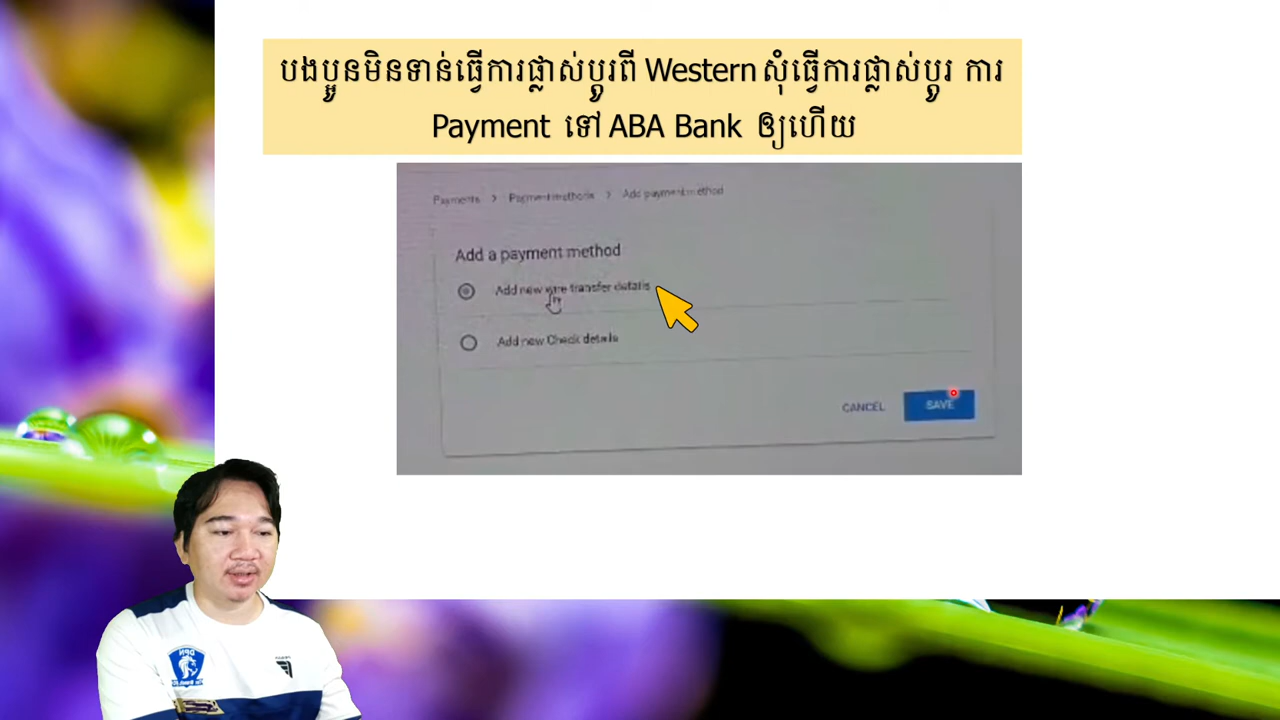 បងប្អូនមិនទាន់ធ្វើការផ្លាស់ប្តូរពី Western សុំធ្វើការផ្លាស់ប្តូរ ការ
Payment ទៅ ABA Bank ឲ្យហើយ
Payments > Payment methods > Add payment method
Add a payment method
Add new wire transfer details
Add new Check details
CANCEL SAVE